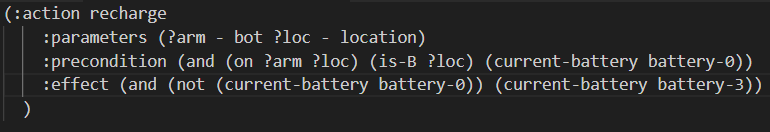 (:action recharge
:parameters (?arm - bot ?loc - location)
:precondition (and (on ?arm ?loc) (is-B ?loc) (current-battery battery-0))
:effect (and (not (current-battery battery-0)) (current-battery battery-3))
)